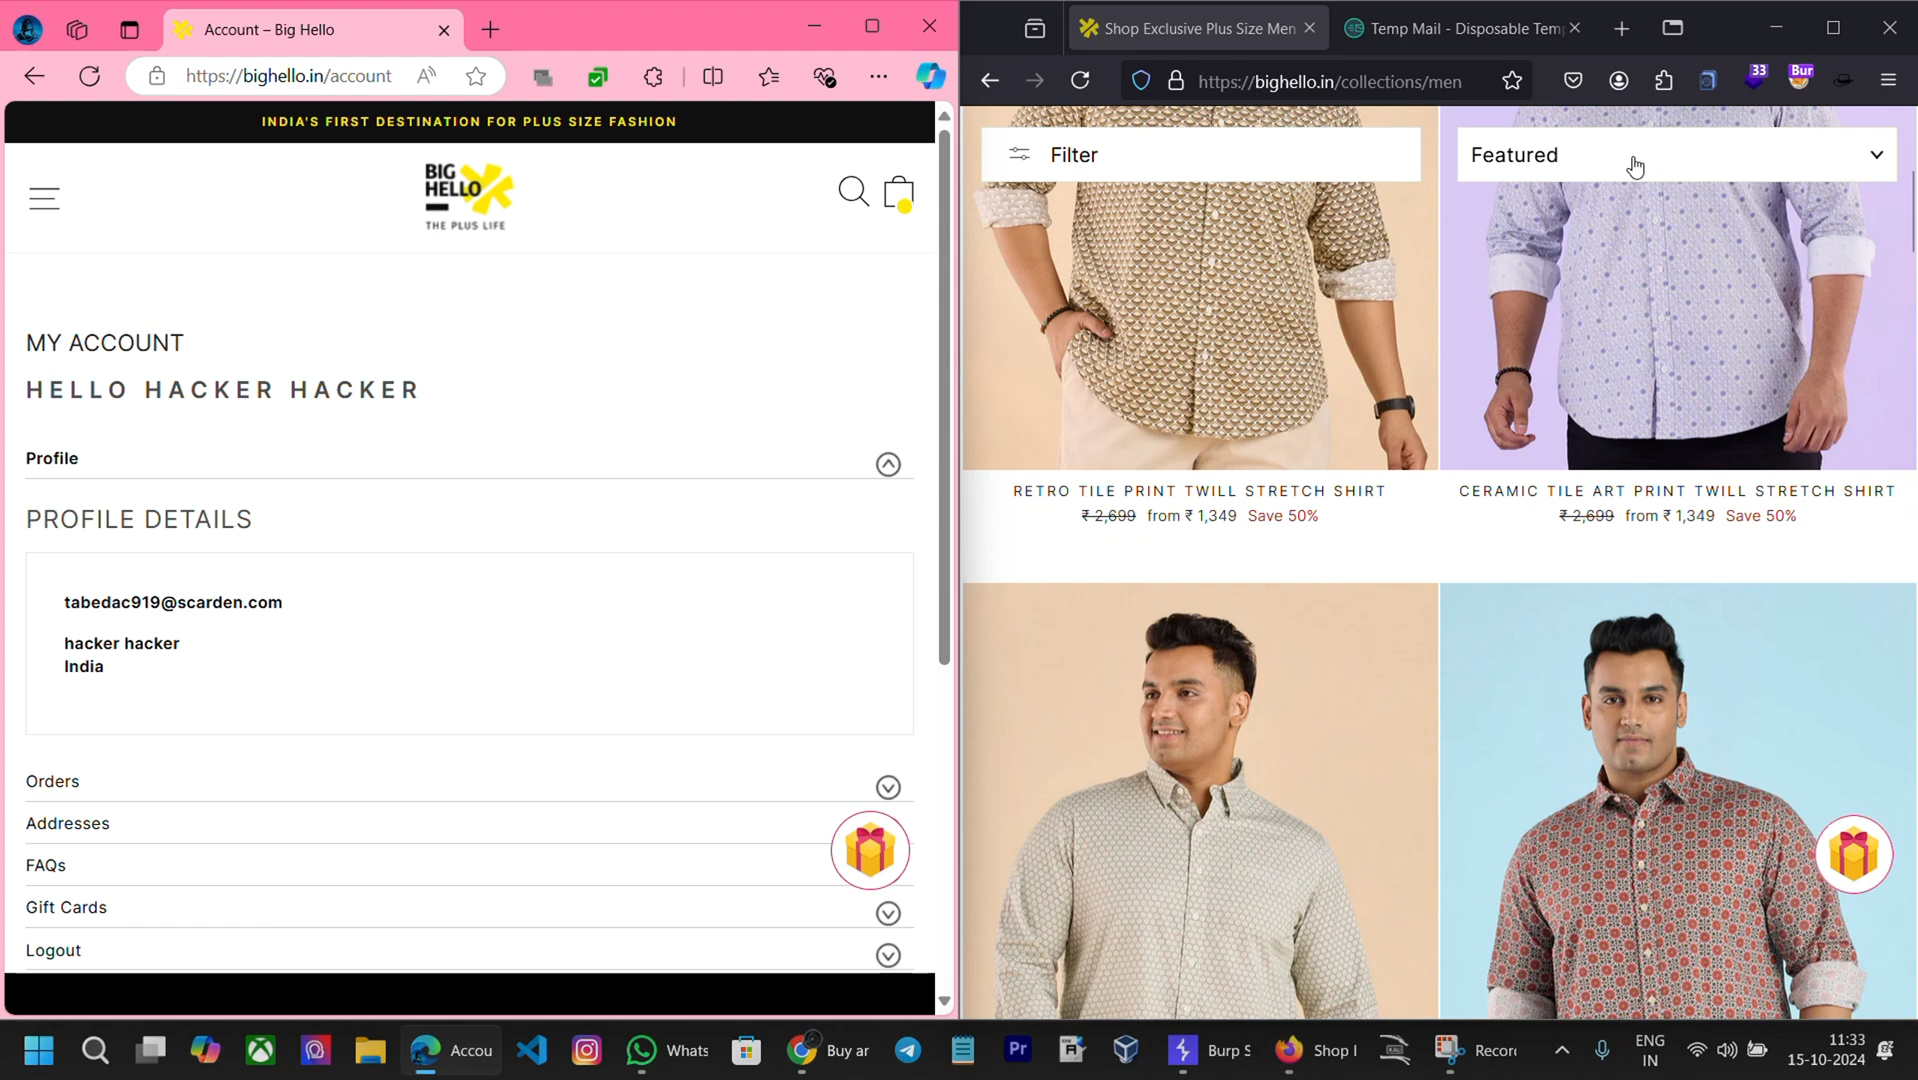 Account – Big Hello
https://bighello.in/account
INDIA'S FIRST DESTINATION FOR PLUS SIZE FASHION
BIG
HELLO
THE PLUS LIFE
MY ACCOUNT
HELLO HACKER HACKER
Profile
PROFILE DETAILS
tabedac919@scarden.com
hacker hacker
India
Orders
Addresses
FAQs
Gift Cards
Logout
Shop Exclusive Plus Size Men
Temp Mail - Disposable Tem
https://bighello.in/collections/men
33
Bur
Filter
Featured
RETRO TILE PRINT TWILL STRETCH SHIRT
₹ 2,699 from ₹ 1,349 Save 50%
CERAMIC TILE ART PRINT TWILL STRETCH SHIRT
₹ 2,699 from ₹ 1,349 Save 50%
Accou
Whats
Buy ar
Pr
Burp S
Shop I
Recor
ENG
IN
11:33
15-10-2024